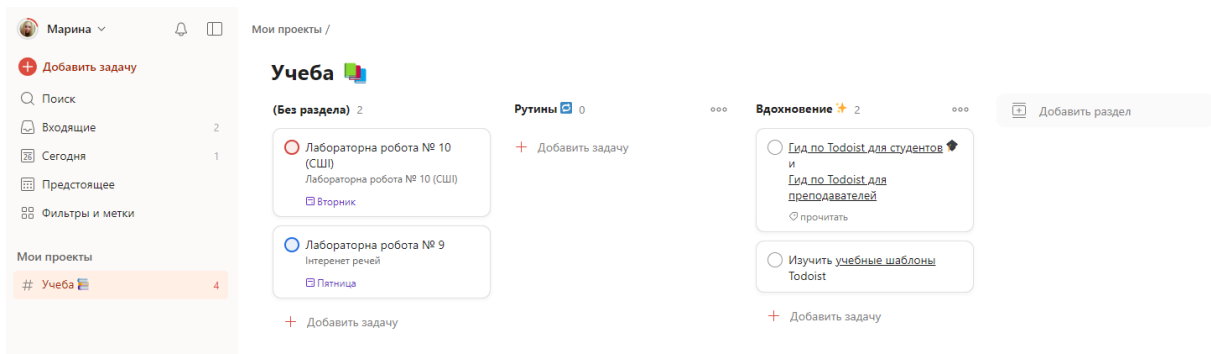 Марина
Добавить задачу
Поиск
Входящие 2
26 Сегодня 1
Предстоящее
Фильтры и метки
Мои проекты
# Учеба 4
Мои проекты /
Учеба
(Без раздела) 2
Лабораторна робота № 10
(СШІ)
Лабораторна робота № 10 (СШІ)
Вторник
Лабораторна робота № 9
Інтеренет речей
Пятница
Добавить задачу
Рутины 0
Добавить задачу
Вдохновение 2
Гид по Todoist для студентов
и
Гид по Todoist для
преподавателей
прочитать
Изучить учебные шаблоны
Todoist
Добавить задачу
Добавить раздел